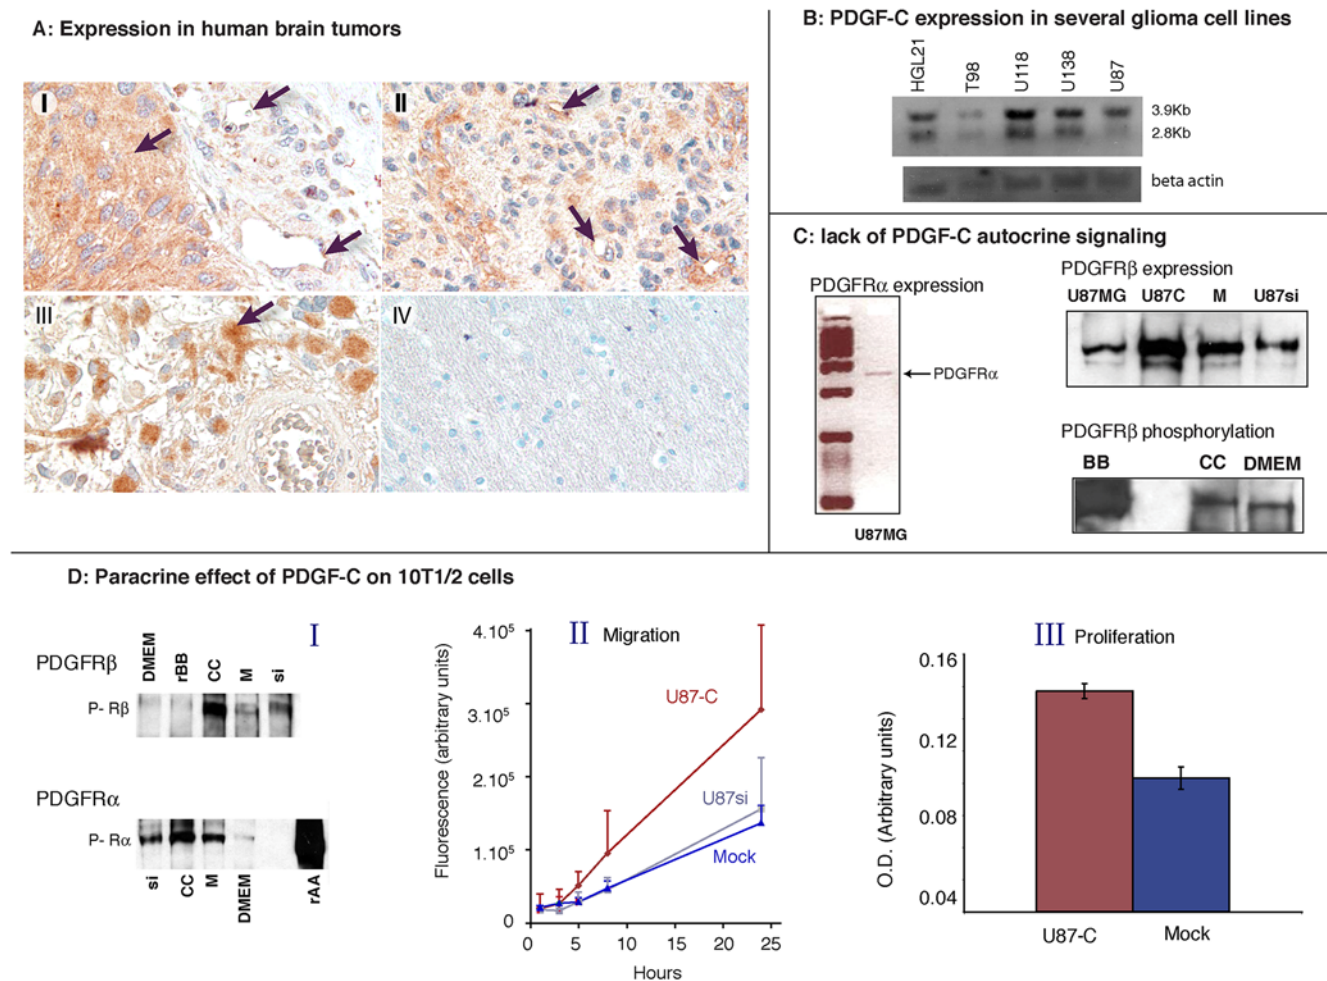 A: Expression in human brain tumors
I
II
III
IV
B: PDGF-C expression in several glioma cell lines
HGL21
T98
U118
U138
U87
3.9Kb
2.8Kb
beta actin
C: lack of PDGF-C autocrine signaling
PDGFRα expression
PDGFRα
U87MG
PDGFRβ expression
U87MG U87C M U87si
PDGFRβ phosphorylation
BB CC DMEM
D: Paracrine effect of PDGF-C on 10T1/2 cells
I
PDGFRβ
DMEM
rBB
CC
M
si
P- Rβ
PDGFRα
P- Rα
si
CC
M
DMEM
rAA
II Migration
Fluorescence (arbitrary units)
4.10⁵
3.10⁵
2.10⁵
1.10⁵
0
U87-C
U87si
Mock
0 5 10 15 20 25
Hours
III Proliferation
O.D. (Arbitrary units)
0.16
0.12
0.08
0.04
U87-C Mock